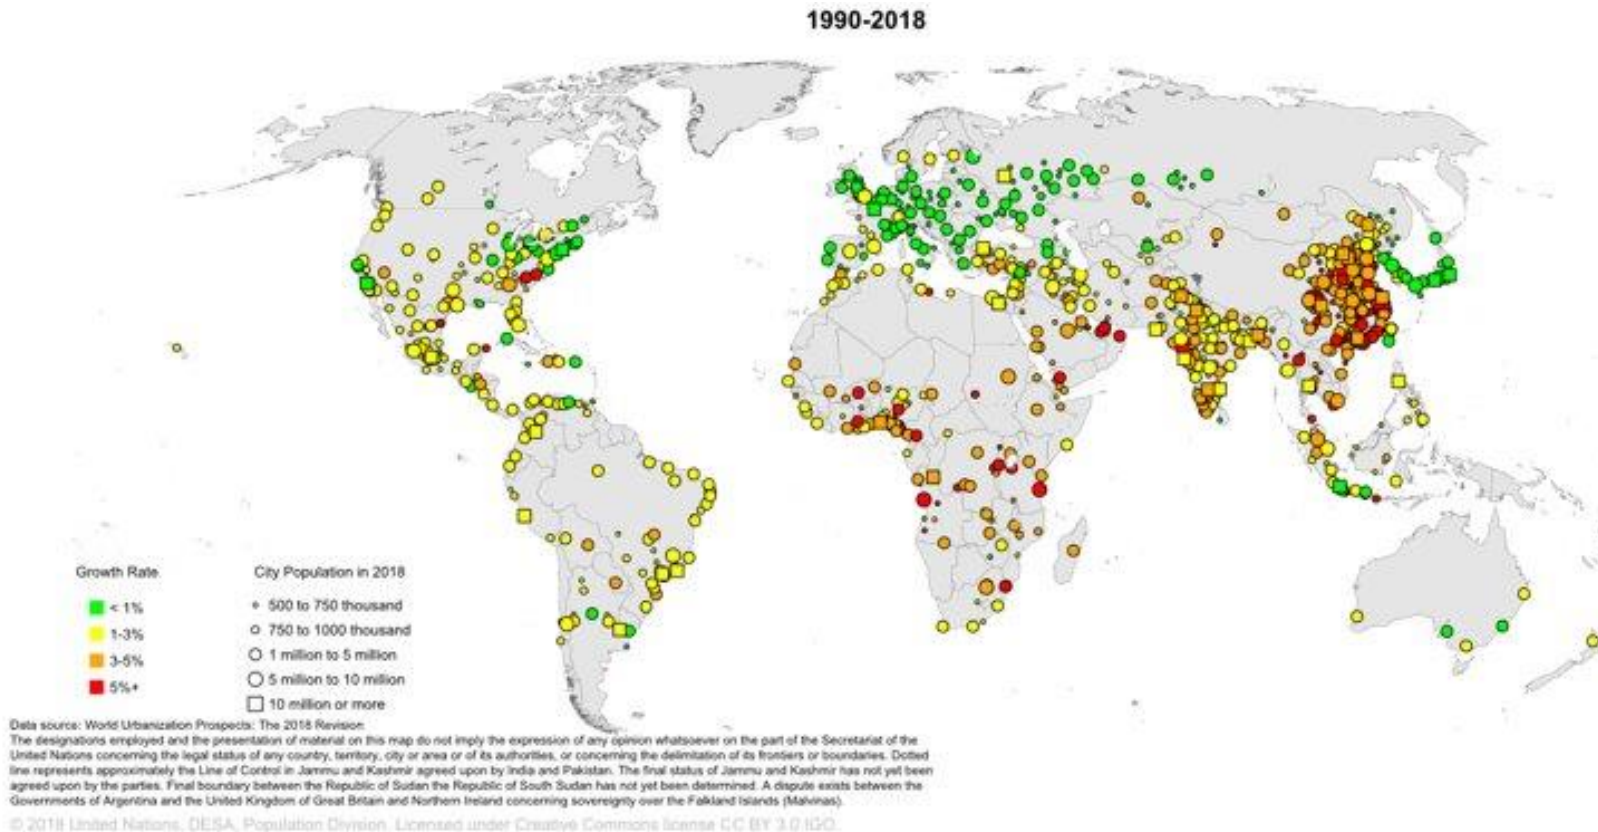 1990-2018
Growth Rate
< 1%
1-3%
3-5%
5%+
City Population in 2018
500 to 750 thousand
750 to 1000 thousand
1 million to 5 million
5 million to 10 million
10 million or more
Data source: World Urbanization Prospects: The 2018 Revision
The designations employed and the presentation of material on this map do not imply the expression of any opinion whatsoever on the part of the Secretariat of the
United Nations concerning the legal status of any country, territory, city or area or of its authorities, or concerning the delimitation of its frontiers or boundaries. Dotted
line represents approximately the Line of Control in Jammu and Kashmir agreed upon by India and Pakistan. The final status of Jammu and Kashmir has not yet been
agreed upon by the parties. Final boundary between the Republic of Sudan the Republic of South Sudan has not yet been determined. A dispute exists between the
Governments of Argentina and the United Kingdom of Great Britain and Northern Ireland concerning sovereignty over the Falkland Islands (Malvinas).
© 2018 United Nations, DESA, Population Division. Licensed under Creative Commons license CC BY 3.0 IGO.